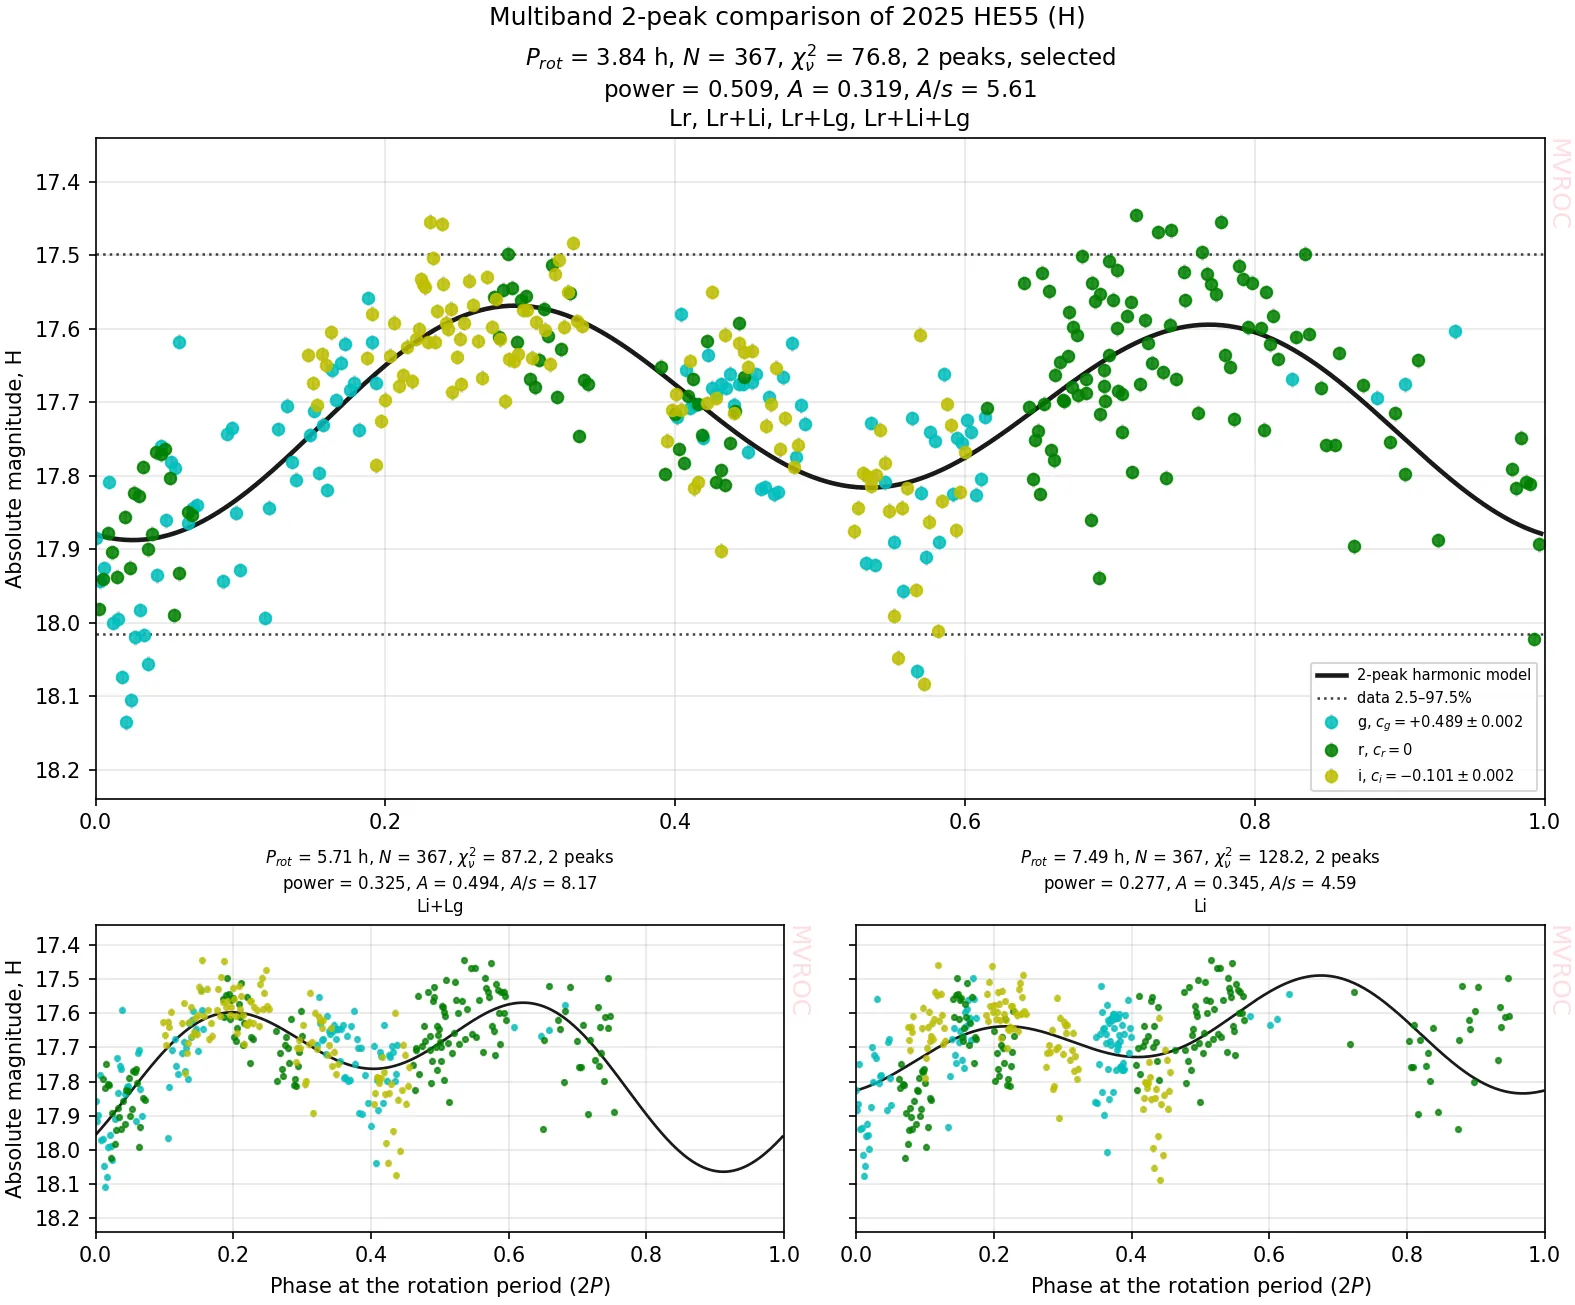 Multiband 2-peak comparison of 2025 HE55 (H)
P_rot = 3.84 h, N = 367, χ²_ν = 76.8, 2 peaks, selected
power = 0.509, A = 0.319, A/s = 5.61
Lr, Lr+Li, Lr+Lg, Lr+Li+Lg
MVROC
Absolute magnitude, H
17.4
17.5
17.6
17.7
17.8
17.9
18.0
18.1
18.2
2-peak harmonic model
data 2.5–97.5%
g, c_g = +0.489 ± 0.002
r, c_r = 0
i, c_i = −0.101 ± 0.002
0.0 0.2 0.4 0.6 0.8 1.0
P_rot = 5.71 h, N = 367, χ²_ν = 87.2, 2 peaks
power = 0.325, A = 0.494, A/s = 8.17
Li+Lg
MVROC
Absolute magnitude, H
17.4
17.5
17.6
17.7
17.8
17.9
18.0
18.1
18.2
0.0 0.2 0.4 0.6 0.8 1.0
Phase at the rotation period (2P)
P_rot = 7.49 h, N = 367, χ²_ν = 128.2, 2 peaks
power = 0.277, A = 0.345, A/s = 4.59
Li
MVROC
0.0 0.2 0.4 0.6 0.8 1.0
Phase at the rotation period (2P)